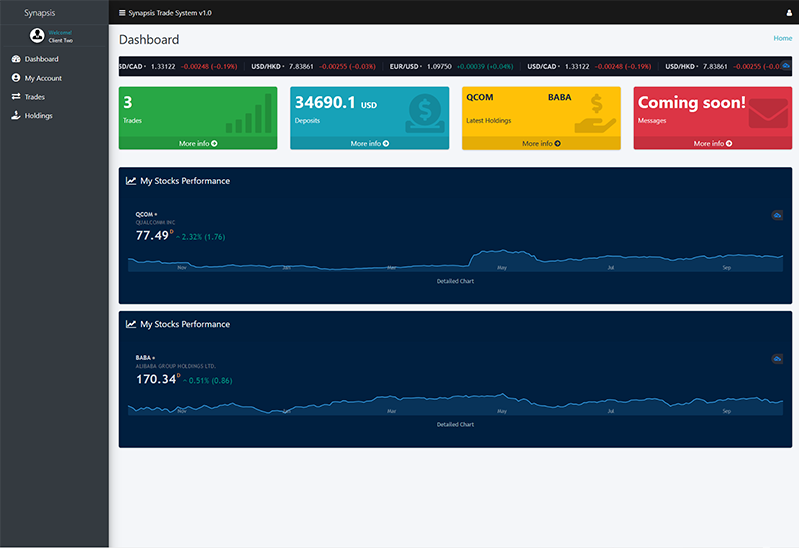 Synapsis
Synapsis Trade System v1.0
Welcome!
Client Two
Dashboard
My Account
Trades
Holdings
Dashboard
Home
SD/CAD 1.33122 −0.00248 (−0.19%) USD/HKD 7.83861 −0.00255 (−0.03%) EUR/USD 1.09750 +0.00039 (+0.04%) USD/CAD 1.33122 −0.00248 (−0.19%) USD/HKD 7.83861 −0.00255 (−0.0
3
Trades
More info
34690.1 USD
Deposits
More info
QCOM BABA
Latest Holdings
More info
Coming soon!
Messages
More info
My Stocks Performance
QCOM
QUALCOMM INC
77.49 D −2.32% (1.76)
Nov Jan Mar May Jul Sep
Detailed Chart
My Stocks Performance
BABA
ALIBABA GROUP HOLDINGS LTD.
170.34 D −0.51% (0.86)
Nov Jan Mar May Jul Sep
Detailed Chart